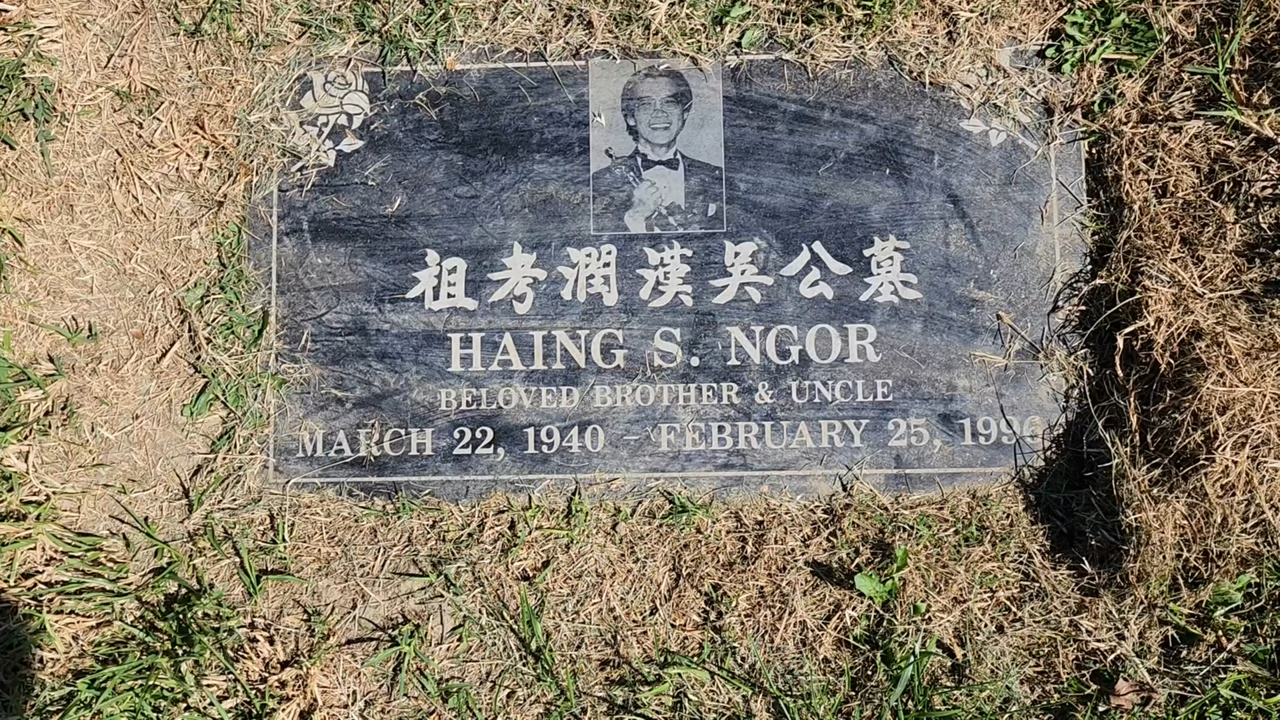 祖考潤漢吳公墓
HAING S. NGOR
BELOVED BROTHER & UNCLE
MARCH 22, 1940 - FEBRUARY 25, 1996